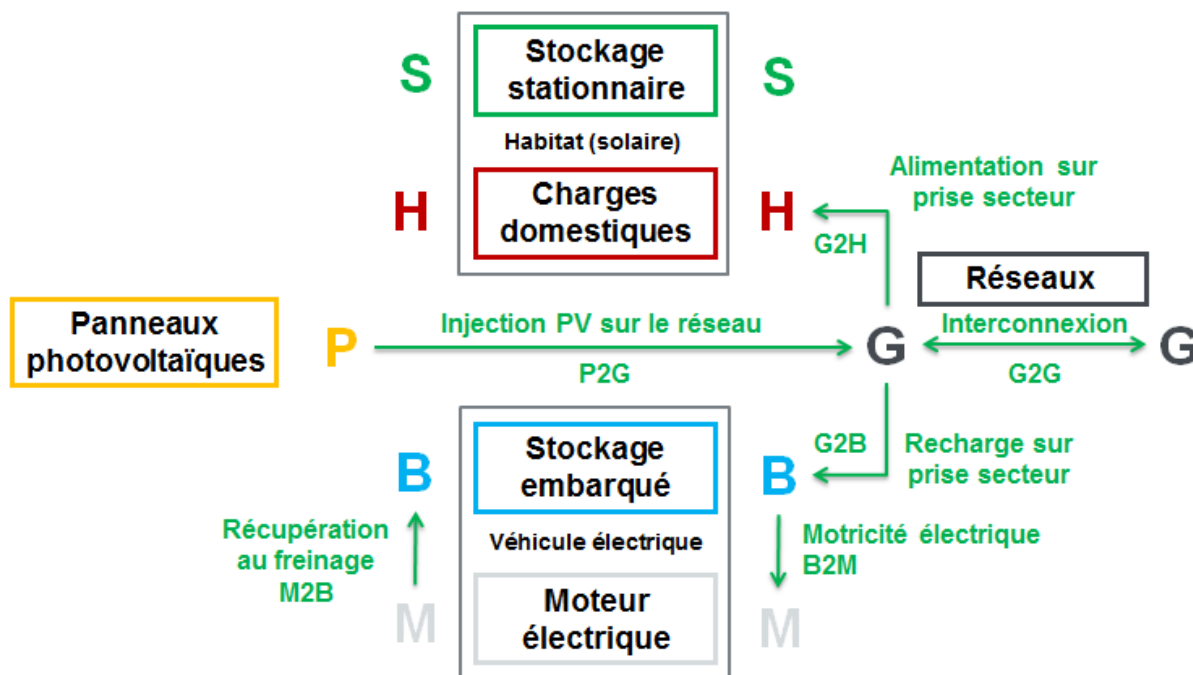 S
Stockage
stationnaire
S
Habitat (solaire)
H
Charges
domestiques
H
Alimentation sur
prise secteur
G2H
Réseaux
Panneaux
photovoltaïques
P
Injection PV sur le réseau
P2G
G
Interconnexion
G2G
G
B
Stockage
embarqué
B
G2B
Recharge sur
prise secteur
Récupération
au freinage
M2B
Véhicule électrique
Motricité électrique
B2M
M
Moteur
électrique
M